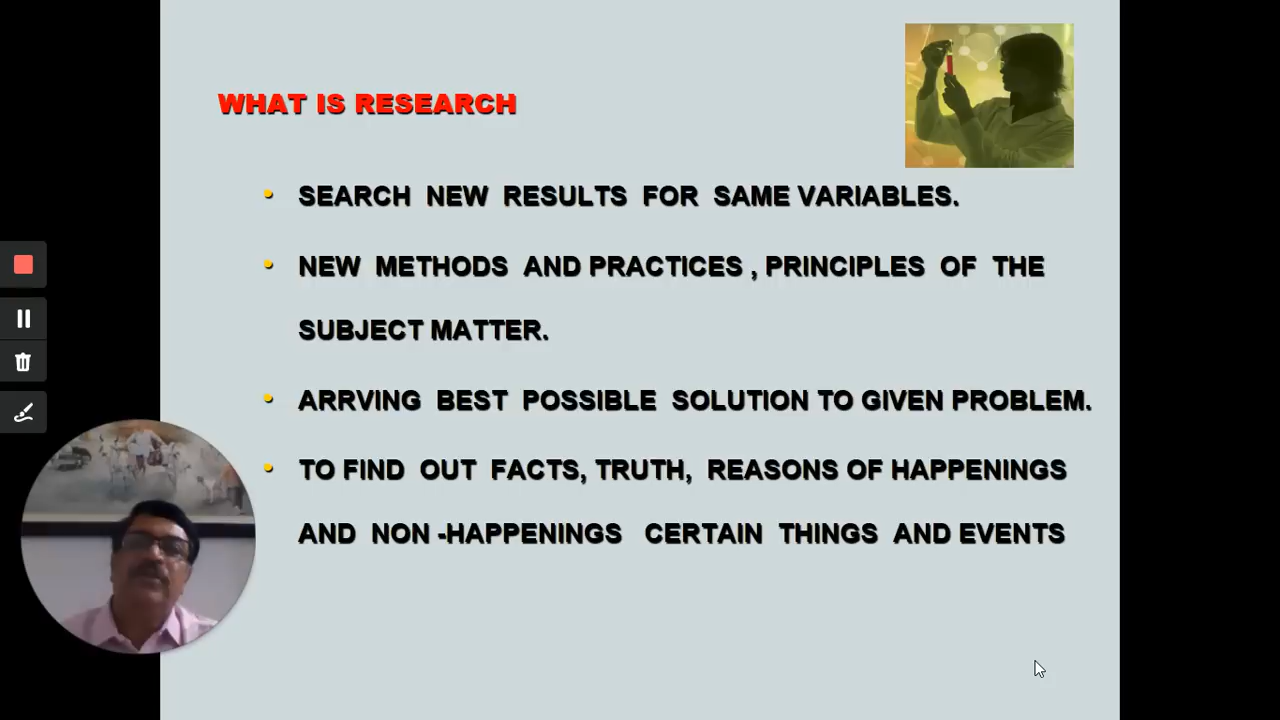 WHAT IS RESEARCH
• SEARCH NEW RESULTS FOR SAME VARIABLES.
• NEW METHODS AND PRACTICES , PRINCIPLES OF THE
SUBJECT MATTER.
• ARRVING BEST POSSIBLE SOLUTION TO GIVEN PROBLEM.
• TO FIND OUT FACTS, TRUTH, REASONS OF HAPPENINGS
AND NON -HAPPENINGS CERTAIN THINGS AND EVENTS